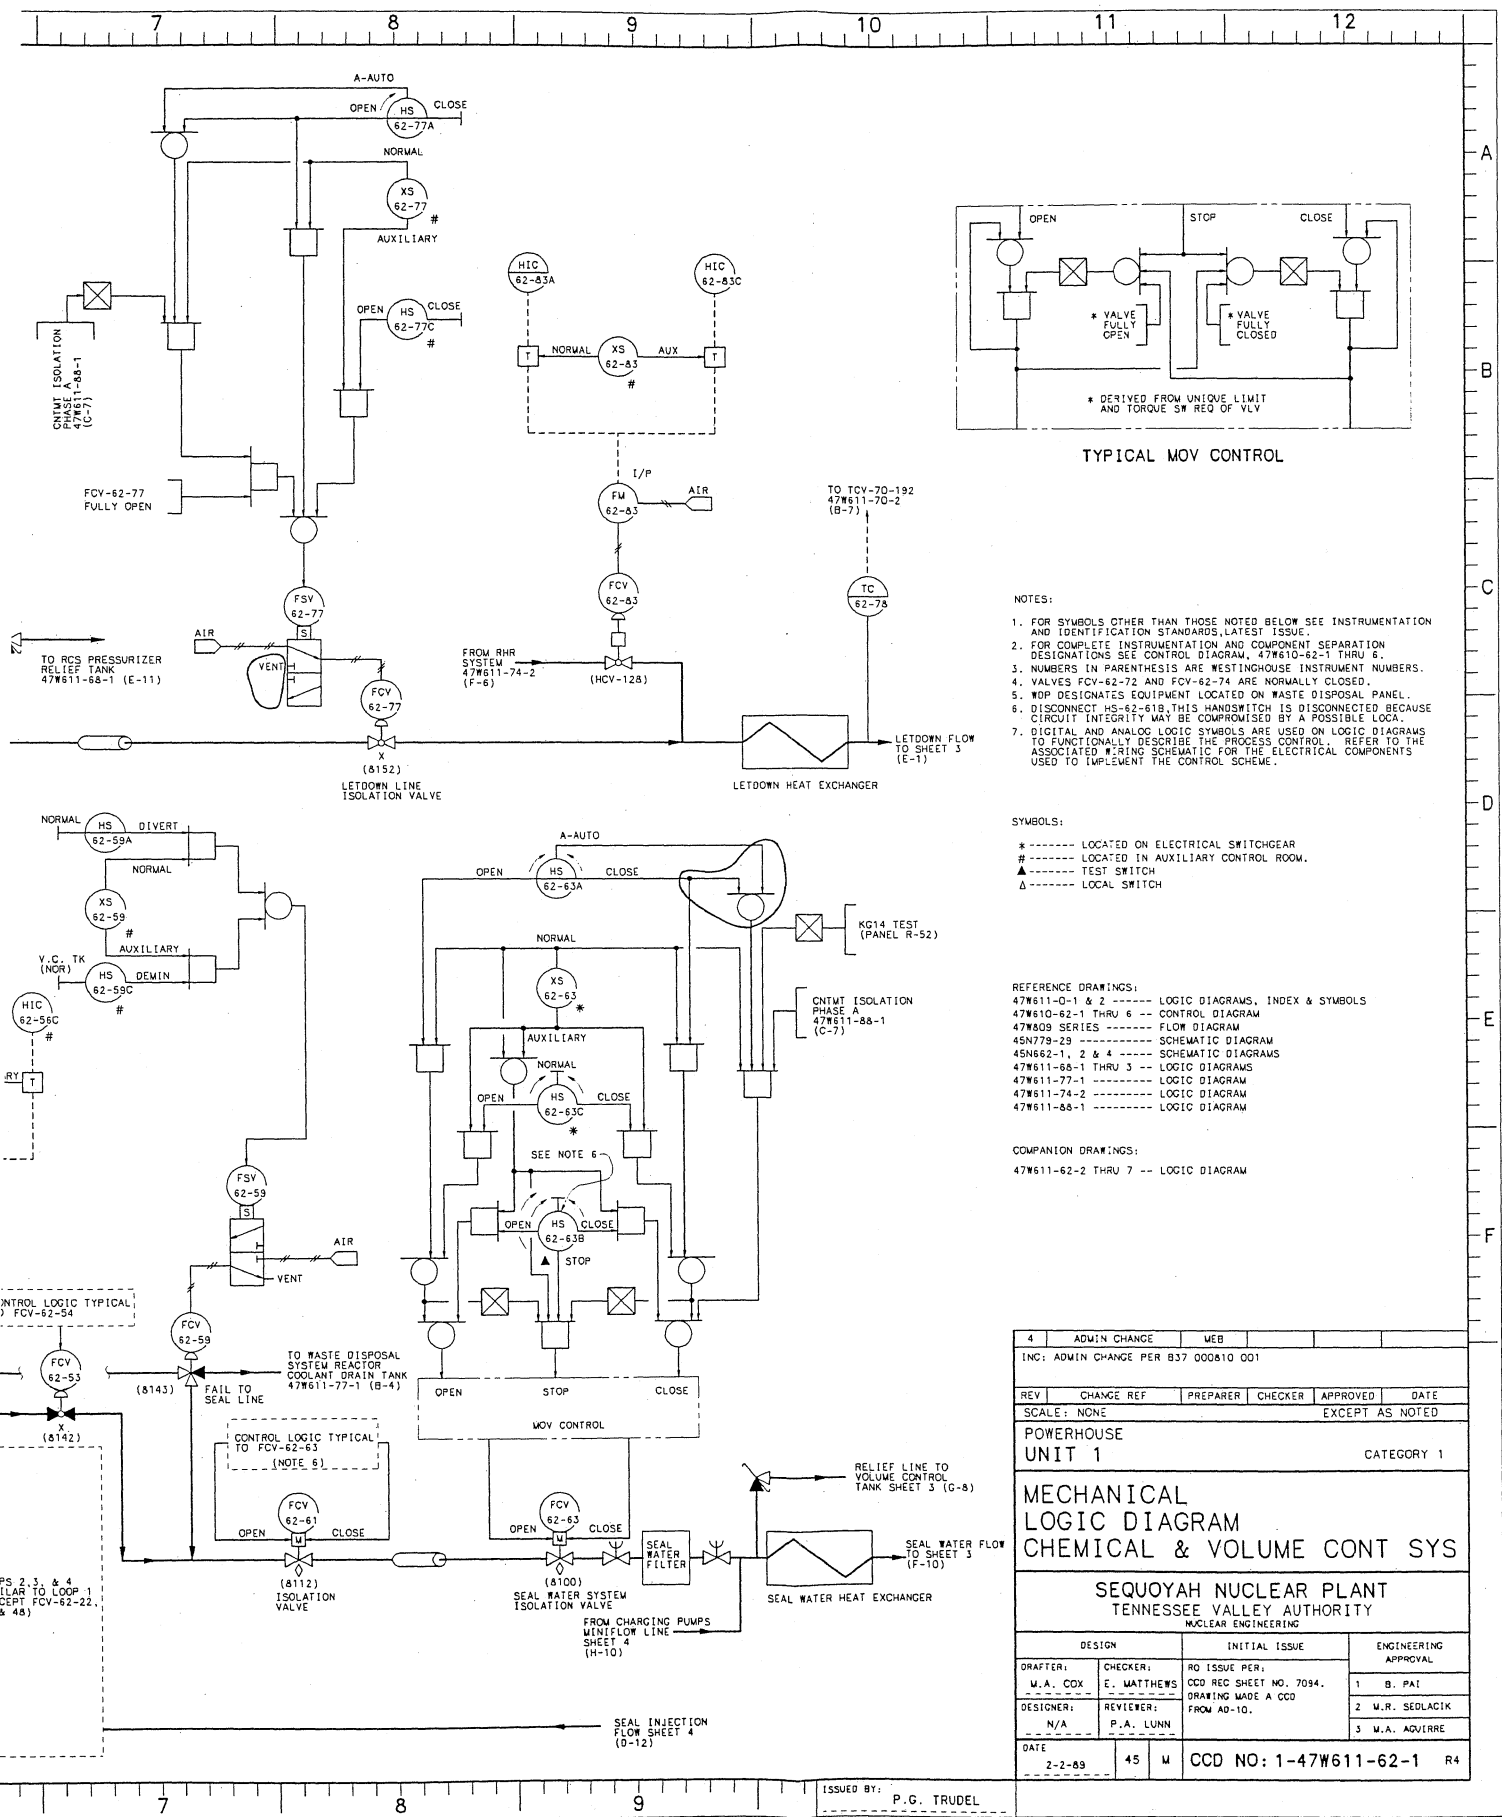 7 8 9 10 11 12
A-AUTO
OPEN
HS
62-77A
CLOSE
NORMAL
XS
62-77
#
AUXILIARY
OPEN
HS
62-77C
CLOSE
#
CNTMT ISOLATION
PHASE A
47W611-88-1
(C-7)
FCV-62-77
FULLY OPEN
FSV
62-77
S
AIR
VENT
TO RCS PRESSURIZER
RELIEF TANK
47W611-68-1 (E-11)
FCV
62-77
X
(8152)
LETDOWN LINE
ISOLATION VALVE
HIC
62-83A
HIC
62-83C
T
NORMAL
XS
62-83
AUX
T
#
I/P
FM
62-83
AIR
FCV
62-83
FROM RHR
SYSTEM
47W611-74-2
(F-6)
(HCV-128)
TO TCV-70-192
47W611-70-2
(B-7)
TC
62-78
LETDOWN FLOW
TO SHEET 3
(E-1)
LETDOWN HEAT EXCHANGER
OPEN
STOP
CLOSE
* VALVE
FULLY
OPEN
* VALVE
FULLY
CLOSED
* DERIVED FROM UNIQUE LIMIT
AND TORQUE SW REQ OF VLV
TYPICAL MOV CONTROL
A
B
C
D
E
F
NOTES:
1. FOR SYMBOLS OTHER THAN THOSE NOTED BELOW SEE INSTRUMENTATION
AND IDENTIFICATION STANDARDS,LATEST ISSUE.
2. FOR COMPLETE INSTRUMENTATION AND COMPONENT SEPARATION
DESIGNATIONS SEE CONTROL DIAGRAM, 47W610-62-1 THRU 6.
3. NUMBERS IN PARENTHESIS ARE WESTINGHOUSE INSTRUMENT NUMBERS.
4. VALVES FCV-62-72 AND FCV-62-74 ARE NORMALLY CLOSED.
5. WDP DESIGNATES EQUIPMENT LOCATED ON WASTE DISPOSAL PANEL.
6. DISCONNECT HS-62-61B,THIS HANDSWITCH IS DISCONNECTED BECAUSE
CIRCUIT INTEGRITY MAY BE COMPROMISED BY A POSSIBLE LOCA.
7. DIGITAL AND ANALOG LOGIC SYMBOLS ARE USED ON LOGIC DIAGRAMS
TO FUNCTIONALLY DESCRIBE THE PROCESS CONTROL. REFER TO THE
ASSOCIATED WIRING SCHEMATIC FOR THE ELECTRICAL COMPONENTS
USED TO IMPLEMENT THE CONTROL SCHEME.
SYMBOLS:
* ------- LOCATED ON ELECTRICAL SWITCHGEAR
# ------- LOCATED IN AUXILIARY CONTROL ROOM.
▲ ------- TEST SWITCH
△ ------- LOCAL SWITCH
REFERENCE DRAWINGS:
47W611-0-1 & 2 ------ LOGIC DIAGRAMS, INDEX & SYMBOLS
47W610-62-1 THRU 6 -- CONTROL DIAGRAM
47W809 SERIES ------- FLOW DIAGRAM
45N779-29 ----------- SCHEMATIC DIAGRAM
45N662-1, 2 & 4 ----- SCHEMATIC DIAGRAMS
47W611-68-1 THRU 3 -- LOGIC DIAGRAMS
47W611-77-1 --------- LOGIC DIAGRAM
47W611-74-2 --------- LOGIC DIAGRAM
47W611-88-1 --------- LOGIC DIAGRAM
COMPANION DRAWINGS:
47W611-62-2 THRU 7 -- LOGIC DIAGRAM
NORMAL
HS
62-59A
DIVERT
NORMAL
XS
62-59
#
AUXILIARY
V.C. TK
(NOR)
HS
62-59C
DEMIN
#
HIC
62-56C
#
RY
T
FSV
62-59
S
AIR
VENT
FCV
62-59
(8143)
FAIL TO
SEAL LINE
TO WASTE DISPOSAL
SYSTEM REACTOR
COOLANT DRAIN TANK
47W611-77-1 (B-4)
NTROL LOGIC TYPICAL
FCV-62-54
FCV
62-53
X
(8142)
A-AUTO
OPEN
HS
62-63A
CLOSE
KG14 TEST
(PANEL R-52)
NORMAL
XS
62-63
*
AUXILIARY
CNTMT ISOLATION
PHASE A
47W611-88-1
(C-7)
NORMAL
OPEN
HS
62-63C
CLOSE
*
SEE NOTE 6
OPEN
HS
62-63B
CLOSE
▲
STOP
OPEN
STOP
CLOSE
MOV CONTROL
CONTROL LOGIC TYPICAL
TO FCV-62-63
(NOTE 6)
FCV
62-61
OPEN
M
CLOSE
(8112)
ISOLATION
VALVE
FCV
62-63
OPEN
M
CLOSE
(8100)
SEAL WATER SYSTEM
ISOLATION VALVE
SEAL
WATER
FILTER
RELIEF LINE TO
VOLUME CONTROL
TANK SHEET 3 (G-8)
SEAL WATER FLOW
TO SHEET 3
(F-10)
SEAL WATER HEAT EXCHANGER
FROM CHARGING PUMPS
MINIFLOW LINE
SHEET 4
(H-10)
PS 2,3, & 4
ILAR TO LOOP 1
CEPT FCV-62-22,
& 48)
SEAL INJECTION
FLOW SHEET 4
(D-12)
4 ADMIN CHANGE MEB
INC: ADMIN CHANGE PER B37 000810 001
REV CHANGE REF PREPARER CHECKER APPROVED DATE
SCALE: NONE EXCEPT AS NOTED
POWERHOUSE
UNIT 1 CATEGORY 1
MECHANICAL
LOGIC DIAGRAM
CHEMICAL & VOLUME CONT SYS
SEQUOYAH NUCLEAR PLANT
TENNESSEE VALLEY AUTHORITY
NUCLEAR ENGINEERING
DESIGN INITIAL ISSUE ENGINEERING APPROVAL
DRAFTER: M.A. COX
CHECKER: E. MATTHEWS
RO ISSUE PER:
CCD REC SHEET NO. 7094.
DRAWING MADE A CCD
FROM AD-10.
1 B. PAI
DESIGNER: N/A
REVIEWER: P.A. LUNN
2 M.R. SEDLACIK
3 M.A. AGUIRRE
DATE 2-2-89
45 M CCD NO: 1-47W611-62-1 R4
7 8 9
ISSUED BY: P.G. TRUDEL